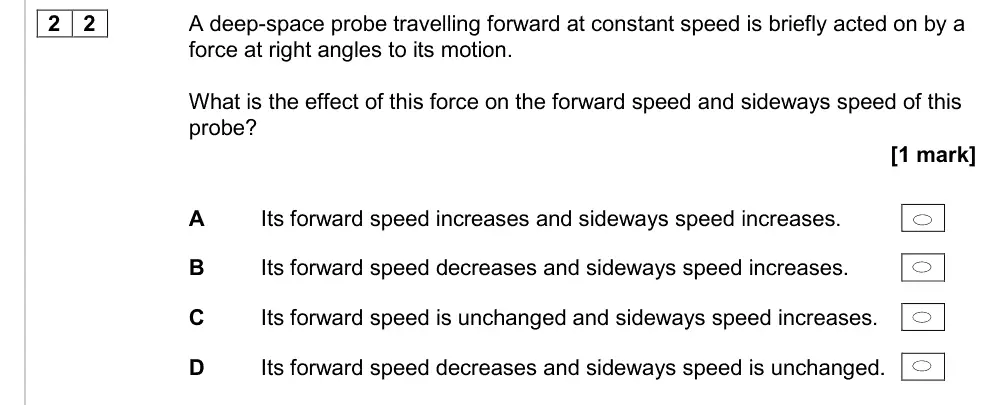 2 2
A deep-space probe travelling forward at constant speed is briefly acted on by a
force at right angles to its motion.
What is the effect of this force on the forward speed and sideways speed of this
probe?
[1 mark]
A Its forward speed increases and sideways speed increases.
B Its forward speed decreases and sideways speed increases.
C Its forward speed is unchanged and sideways speed increases.
D Its forward speed decreases and sideways speed is unchanged.